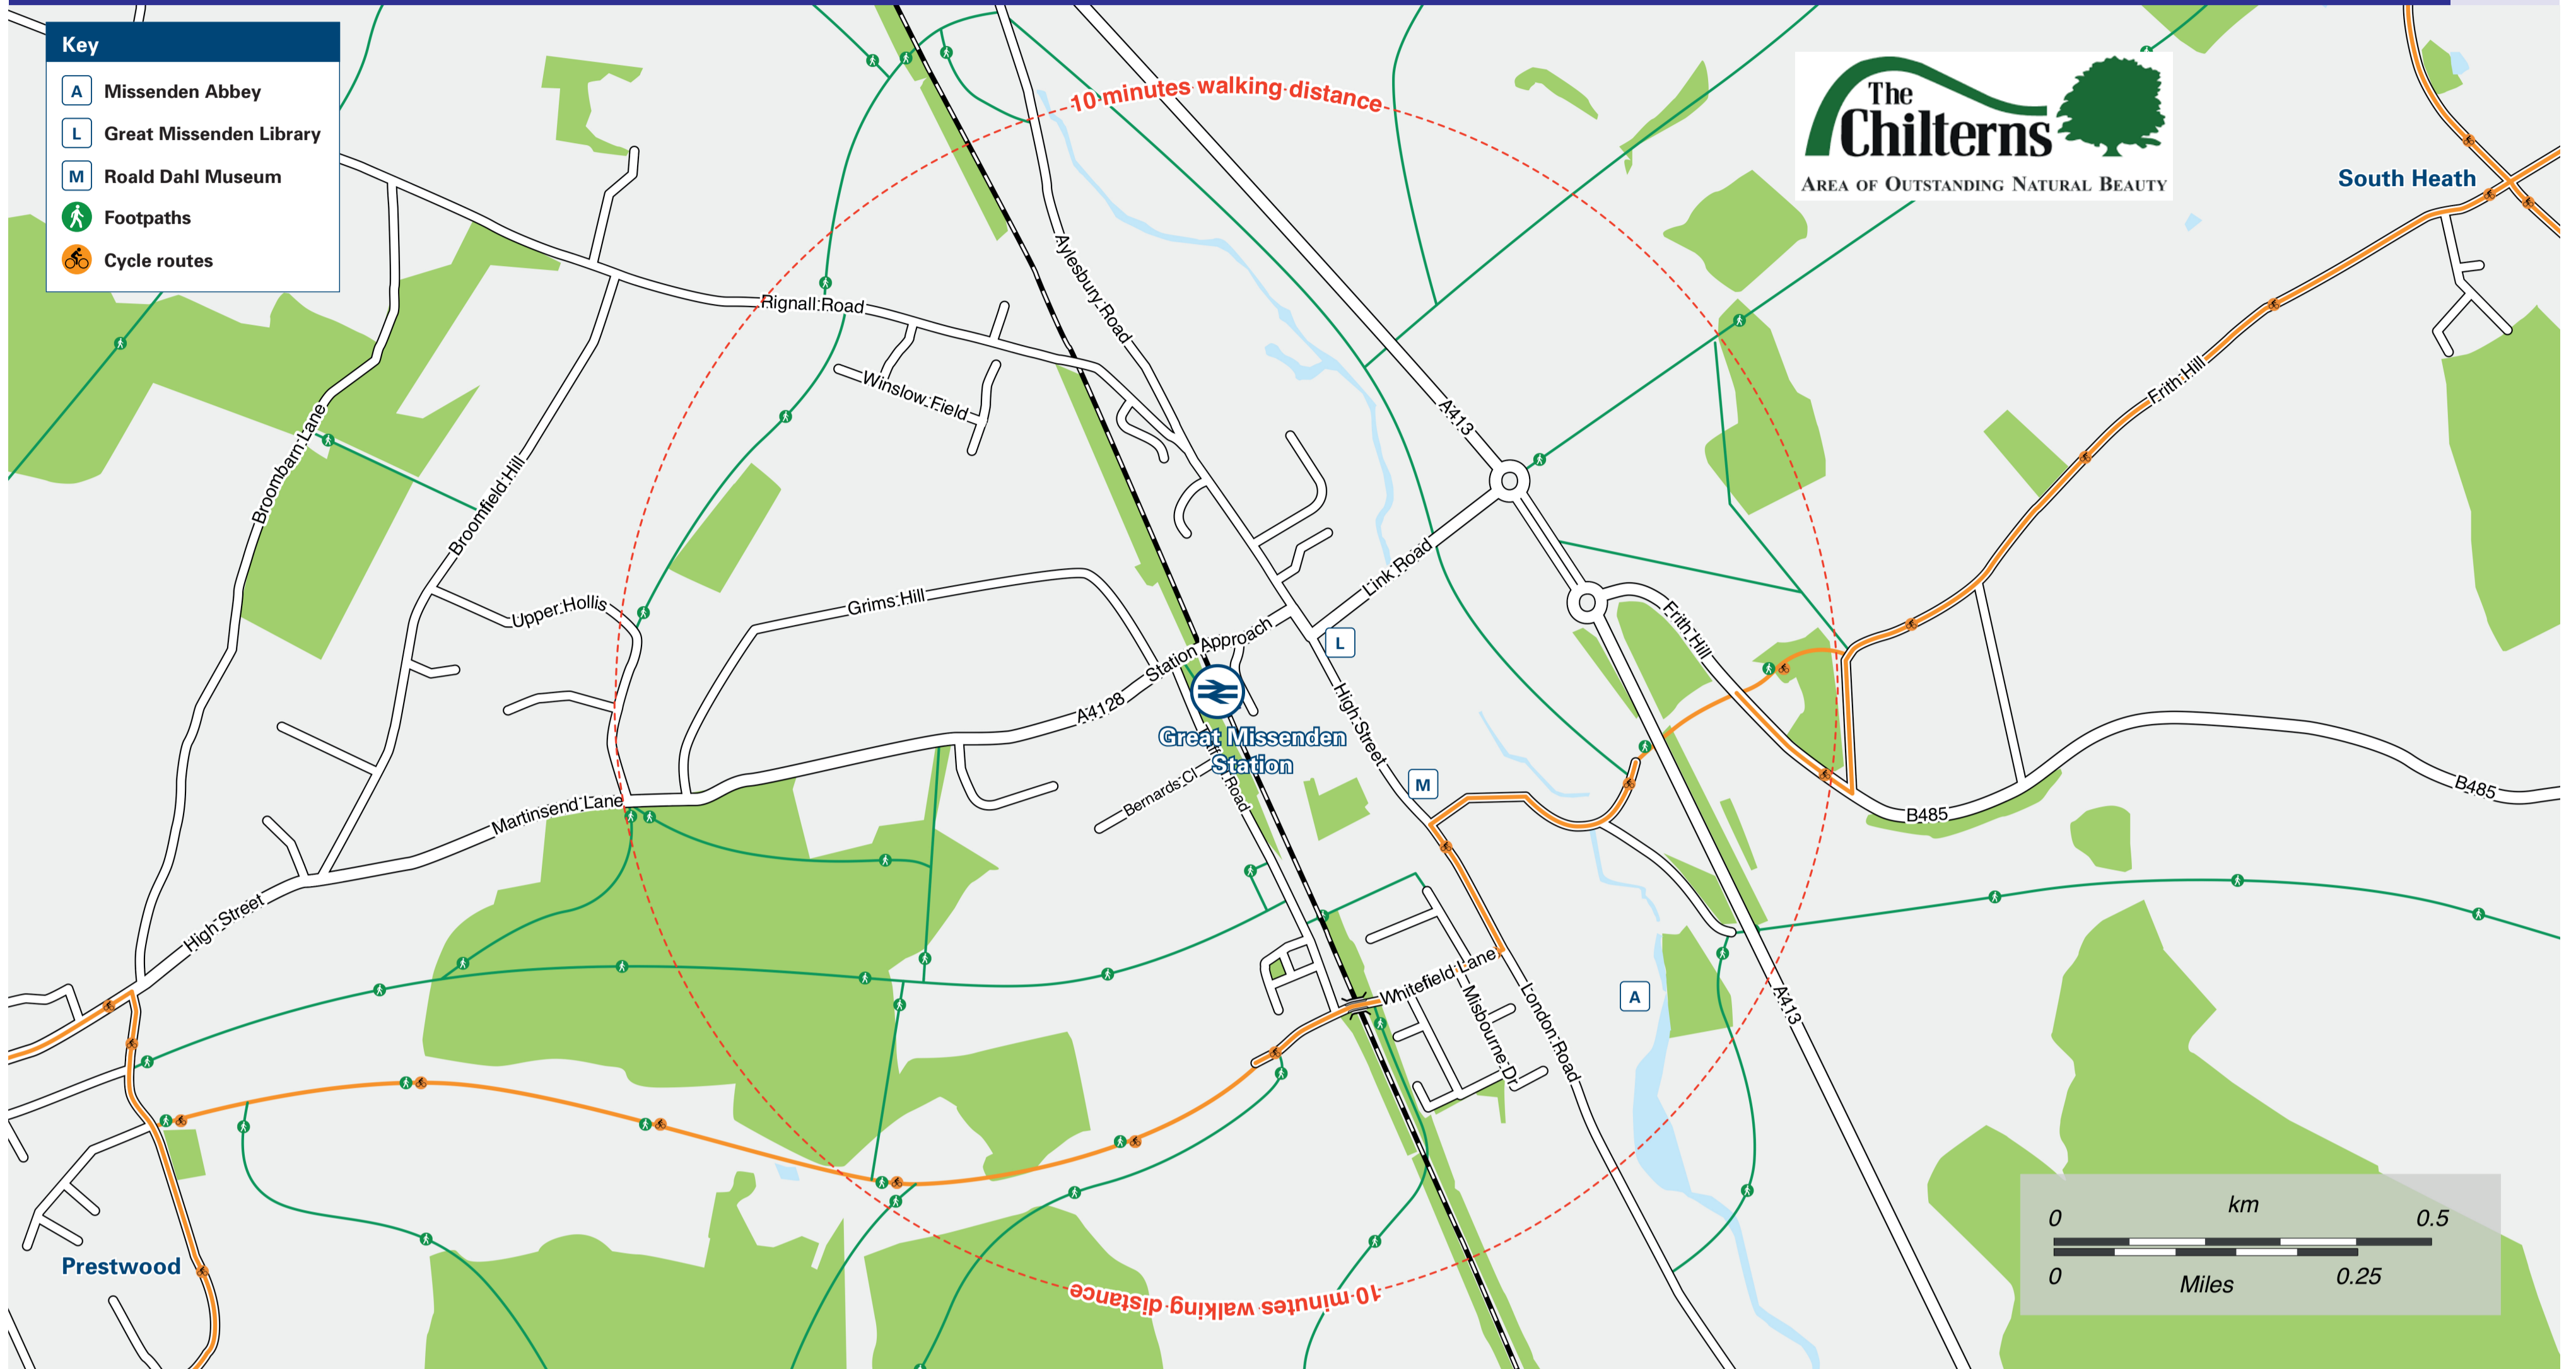 Key
A Missenden Abbey
L Great Missenden Library
M Roald Dahl Museum
Footpaths
Cycle routes
10 minutes walking distance
The
Chilterns
AREA OF OUTSTANDING NATURAL BEAUTY
South Heath
Aylesbury Road
Rignall Road
Winslow Field
A413
Frith Hill
Broombarn Lane
Broomfield Hill
Upper Hollis
Grims Hill
Link Road
Station Approach
Frith Hill
L
A4128
High Street
Great Missenden
Station
Bernards Cl
Road
M
Martinsend Lane
B485
B485
High Street
Whitefield Lane
Misbourne Dr
London Road
A
A413
Prestwood
10 minutes walking distance
km
0 0.5
0 0.25
Miles